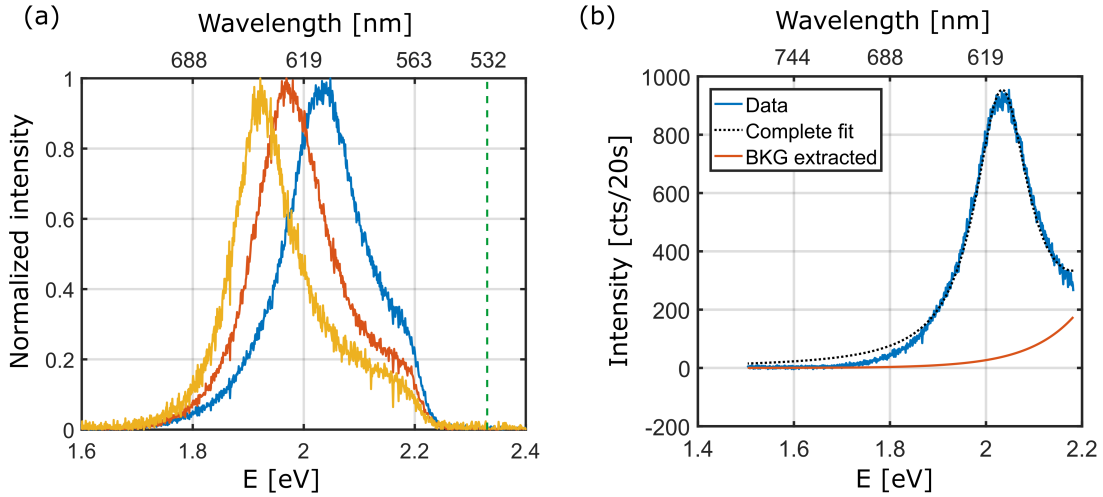 (a)
Wavelength [nm]
688 619 563 532
Normalized intensity
1
0.8
0.6
0.4
0.2
0
1.6 1.8 2 2.2 2.4
E [eV]
(b)
Wavelength [nm]
744 688 619
Intensity [cts/20s]
1000
800
600
400
200
0
-200
Data
Complete fit
BKG extracted
1.4 1.6 1.8 2 2.2
E [eV]